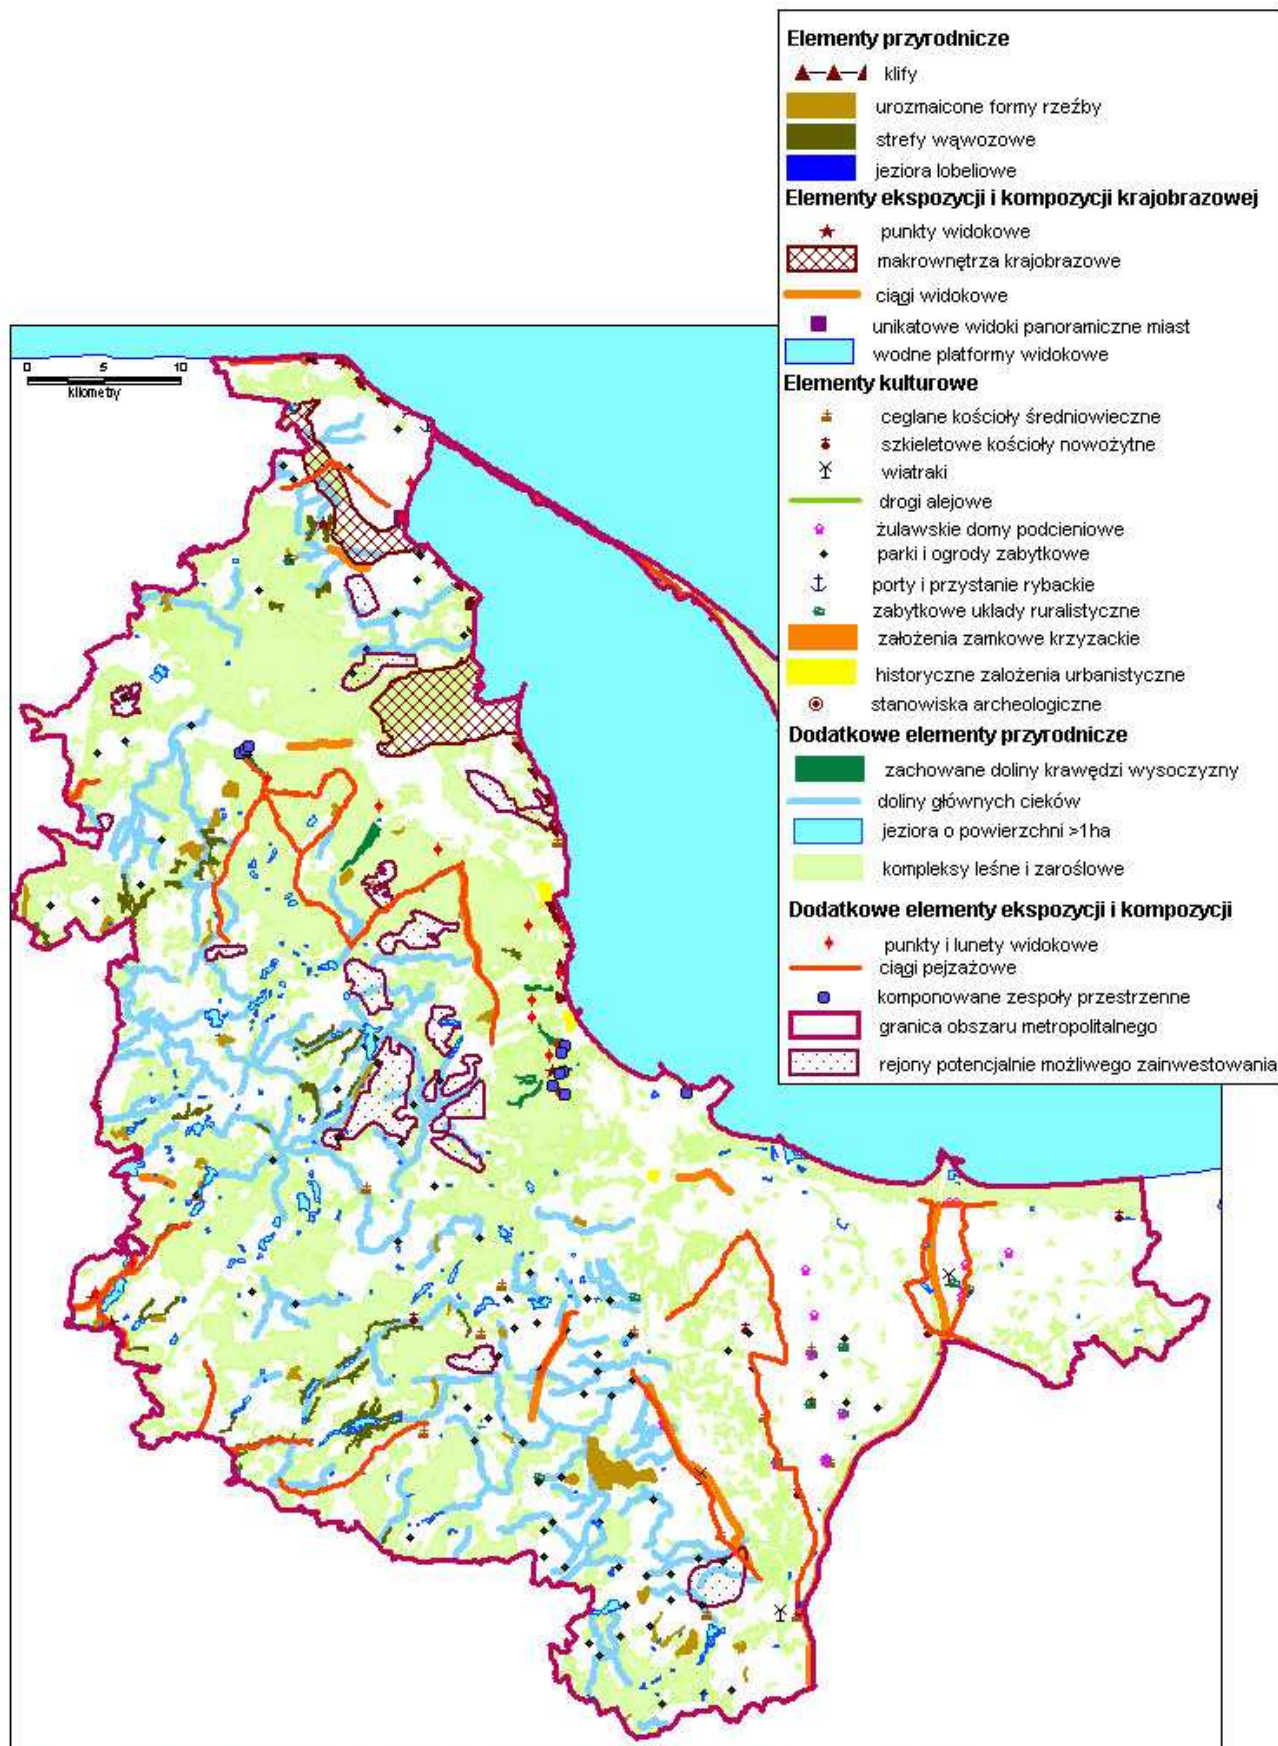 Elementy przyrodnicze
klify
urozmaicone formy rzeźby
strefy wąwozowe
jeziora lobeliowe
Elementy ekspozycji i kompozycji krajobrazowej
punkty widokowe
makrownętrza krajobrazowe
ciągi widokowe
unikatowe widoki panoramiczne miast
wodne platformy widokowe
0 5 10
kilometry
Elementy kulturowe
ceglane kościoły średniowieczne
szkieletowe kościoły nowożytne
wiatraki
drogi alejowe
żuławskie domy podcieniowe
parki i ogrody zabytkowe
porty i przystanie rybackie
zabytkowe układy ruralistyczne
założenia zamkowe krzyzackie
historyczne założenia urbanistyczne
stanowiska archeologiczne
Dodatkowe elementy przyrodnicze
zachowane doliny krawędzi wysoczyzny
doliny głównych cieków
jeziora o powierzchni >1ha
kompleksy leśne i zaroślowe
Dodatkowe elementy ekspozycji i kompozycji
punkty i lunety widokowe
ciągi pejzażowe
komponowane zespoły przestrzenne
granica obszaru metropolitalnego
rejony potencjalnie możliwego zainwestowania